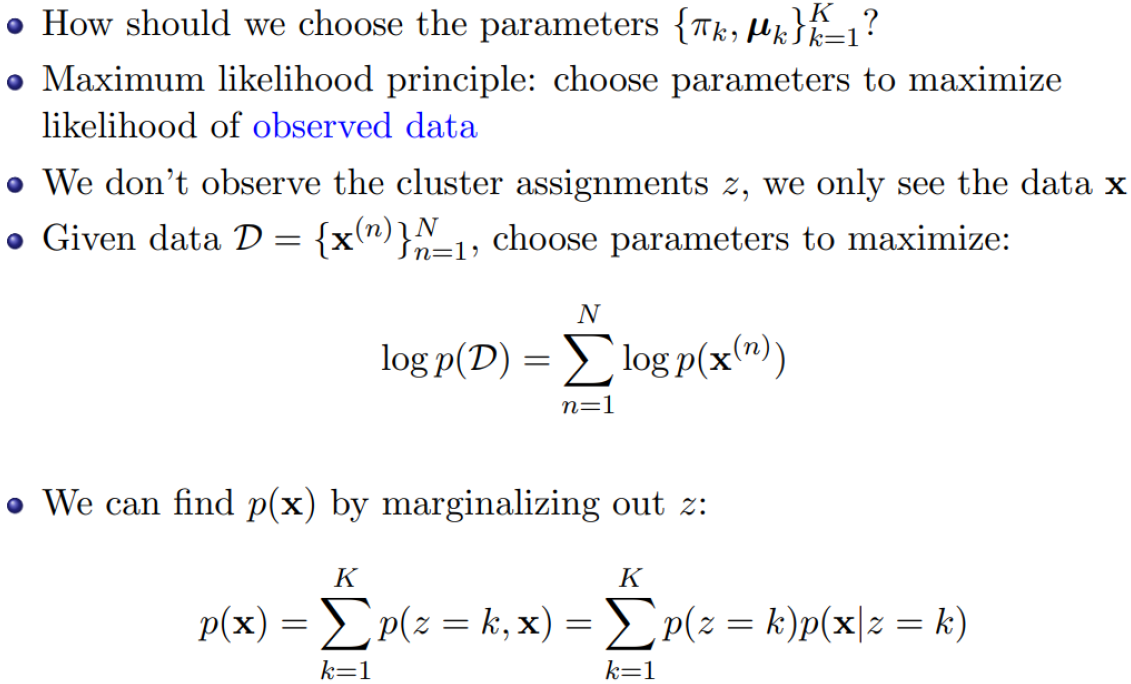 • How should we choose the parameters $\{\pi_k, \boldsymbol{\mu}_k\}_{k=1}^{K}$?
• Maximum likelihood principle: choose parameters to maximize
likelihood of observed data
• We don't observe the cluster assignments $z$, we only see the data $\mathbf{x}$
• Given data $\mathcal{D} = \{\mathbf{x}^{(n)}\}_{n=1}^{N}$, choose parameters to maximize:
$\log p(\mathcal{D}) = \sum_{n=1}^{N} \log p(\mathbf{x}^{(n)})$
• We can find $p(\mathbf{x})$ by marginalizing out $z$:
$p(\mathbf{x}) = \sum_{k=1}^{K} p(z = k, \mathbf{x}) = \sum_{k=1}^{K} p(z = k) p(\mathbf{x}|z = k)$